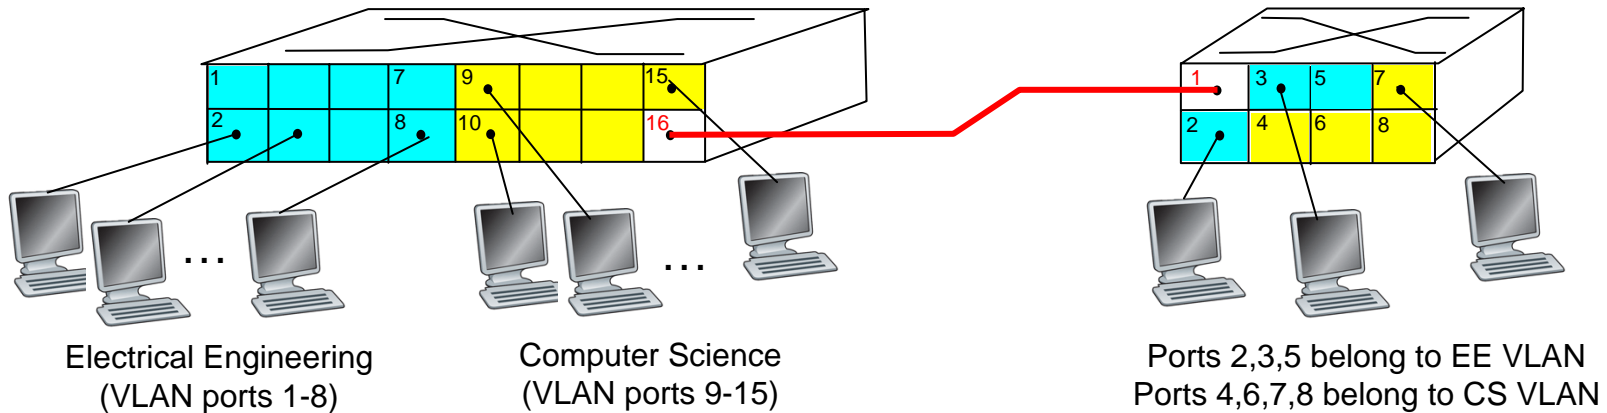 1 7 9 15
2 8 10 16
1 3 5 7
2 4 6 8
... ...
Electrical Engineering
(VLAN ports 1-8)
Computer Science
(VLAN ports 9-15)
Ports 2,3,5 belong to EE VLAN
Ports 4,6,7,8 belong to CS VLAN